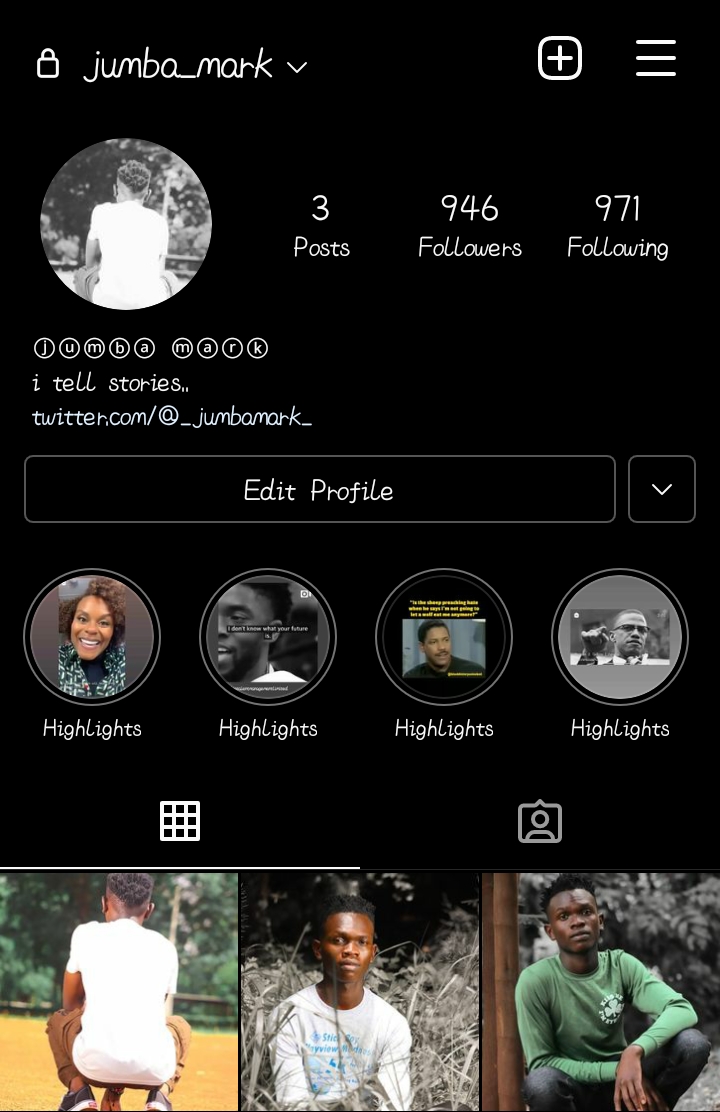 jumba_mark
3 946 971
Posts Followers Following
ⓙⓤⓜⓑⓐ ⓜⓐⓡⓚ
i tell stories,,
twitter.com/@_jumbamark_
Edit Profile
I don't know what your future
is.
"Is the sheep preaching hate
when he says I'm not going to
let a wolf eat me anymore?"
Highlights Highlights Highlights Highlights